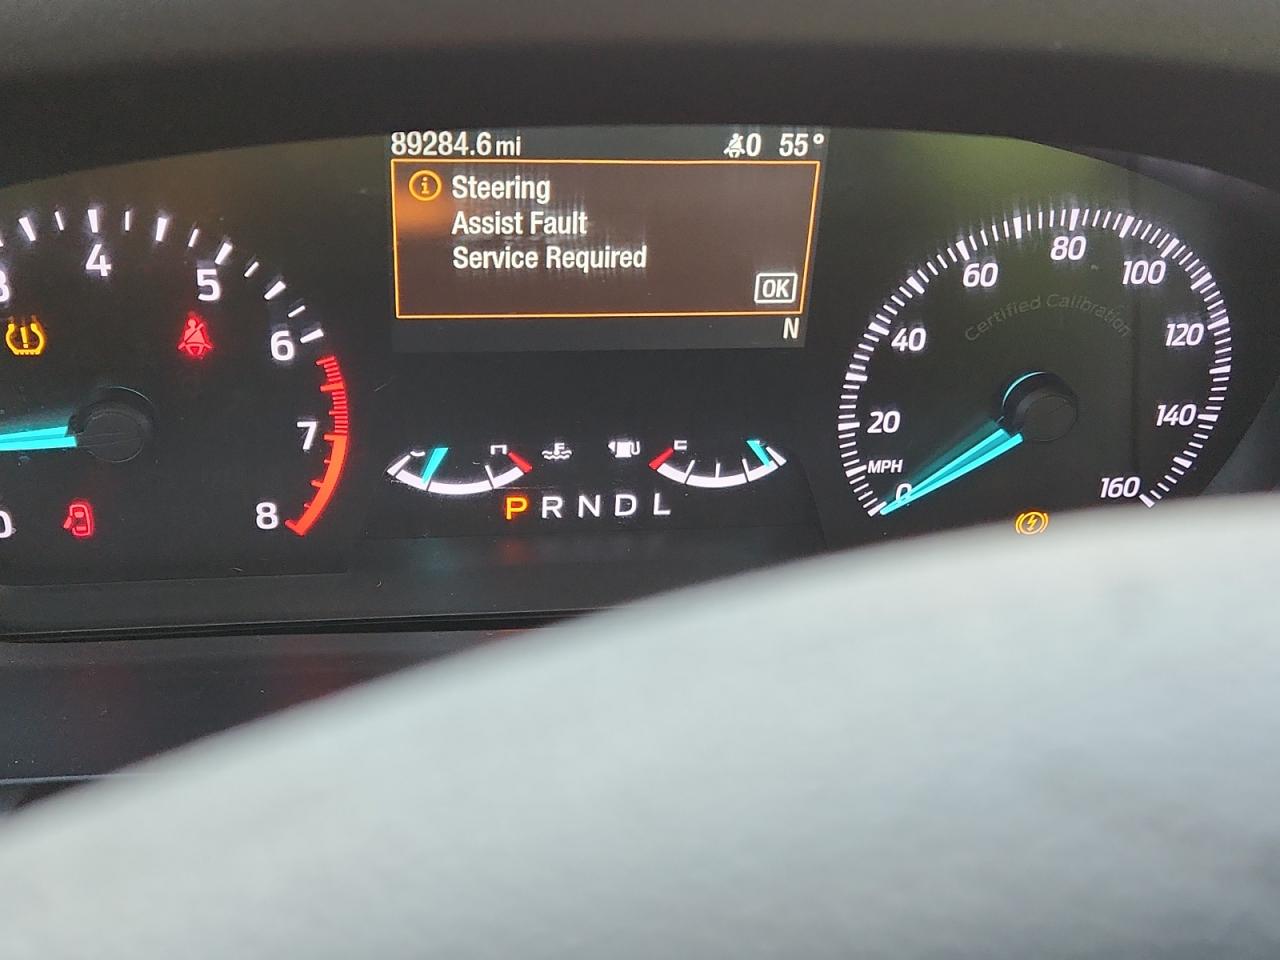 89284.6 mi 0 55°
Steering
Assist Fault
Service Required
OK
N
4
5
6
7
8
0
P R N D L
MPH
0
20
40
60
80
100
120
140
160
Certified Calibration